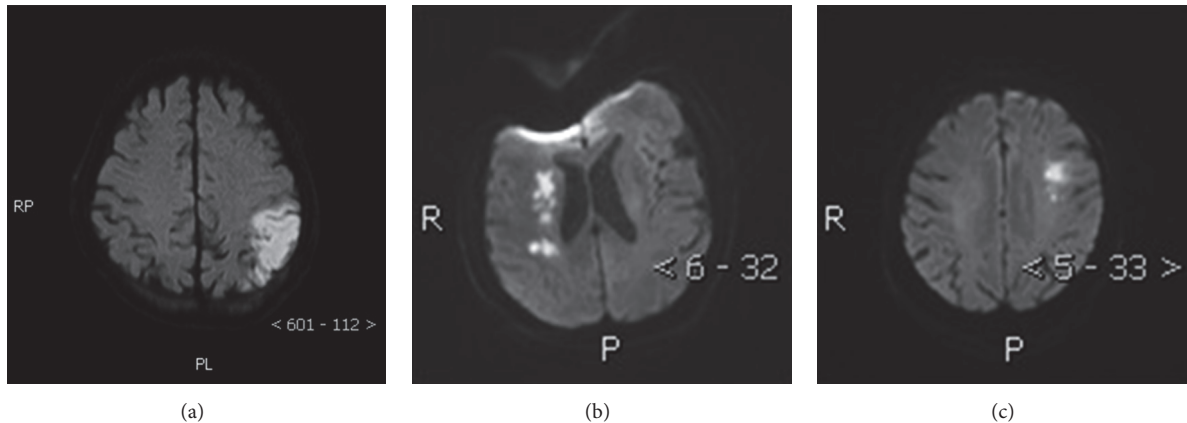 RP
< 601 - 112 >
PL
R
< 6 - 32
P
R
< 5 - 33 >
P
(a)
(b)
(c)